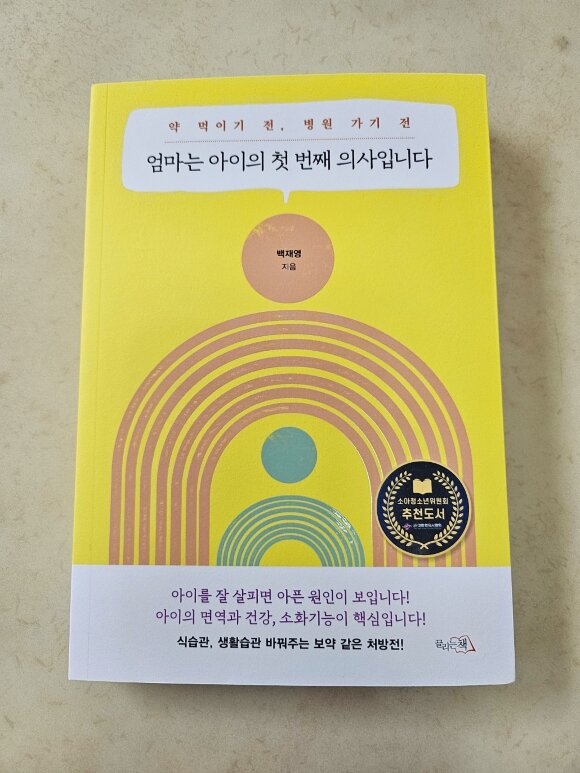 약 먹이기 전, 병원 가기 전
엄마는 아이의 첫 번째 의사입니다
백재영
지음
소아청소년위원회
추천도서
아이를 잘 살피면 아픈 원인이 보입니다!
아이의 면역과 건강, 소화기능이 핵심입니다!
식습관, 생활습관 바꿔주는 보약 같은 처방전!
끌리는책